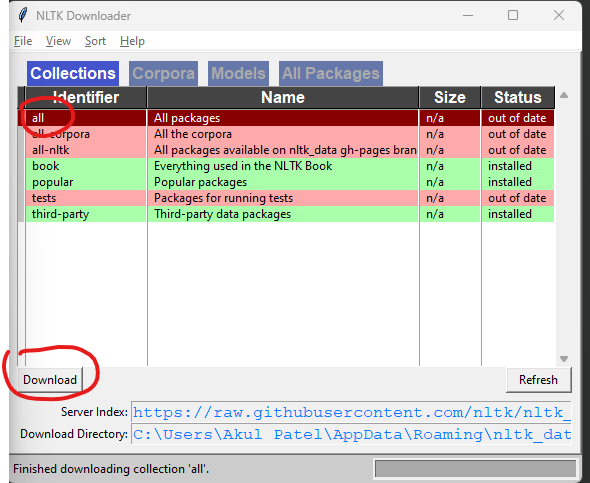 NLTK Downloader
File View Sort Help
Collections Corpora Models All Packages
Identifier Name Size Status
all All packages n/a out of date
all-corpora All the corpora n/a out of date
all-nltk All packages available on nltk_data gh-pages bran n/a out of date
book Everything used in the NLTK Book n/a installed
popular Popular packages n/a installed
tests Packages for running tests n/a out of date
third-party Third-party data packages n/a installed
Download Refresh
Server Index: https://raw.githubusercontent.com/nltk/nltk_
Download Directory: C:\Users\Akul Patel\AppData\Roaming\nltk_dat
Finished downloading collection 'all'.